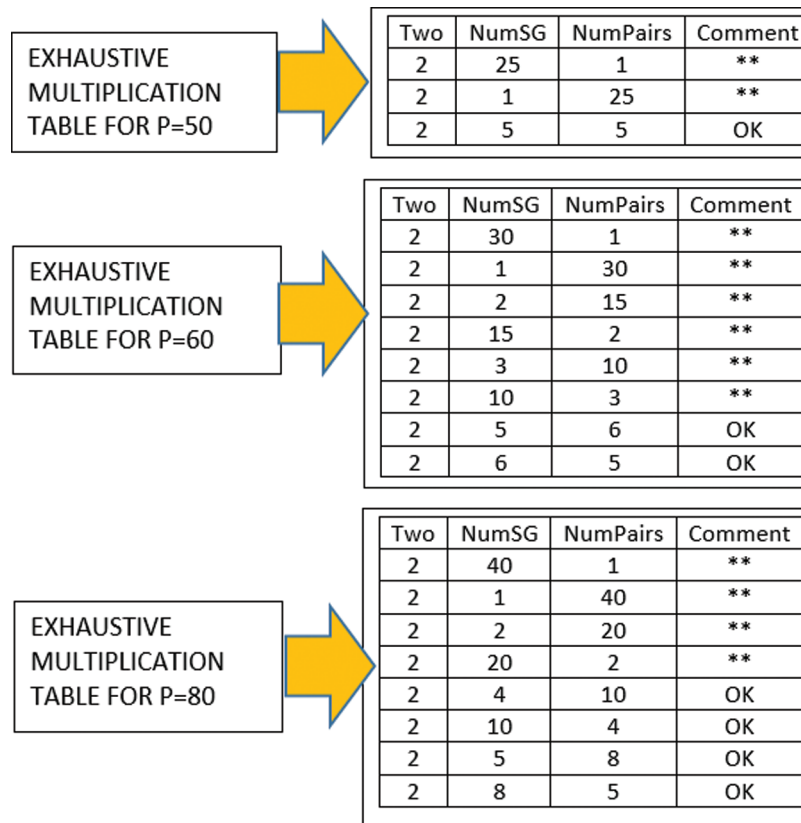 EXHAUSTIVE
MULTIPLICATION
TABLE FOR P=50
Two NumSG NumPairs Comment
2 25 1 **
2 1 25 **
2 5 5 OK
EXHAUSTIVE
MULTIPLICATION
TABLE FOR P=60
Two NumSG NumPairs Comment
2 30 1 **
2 1 30 **
2 2 15 **
2 15 2 **
2 3 10 **
2 10 3 **
2 5 6 OK
2 6 5 OK
EXHAUSTIVE
MULTIPLICATION
TABLE FOR P=80
Two NumSG NumPairs Comment
2 40 1 **
2 1 40 **
2 2 20 **
2 20 2 **
2 4 10 OK
2 10 4 OK
2 5 8 OK
2 8 5 OK